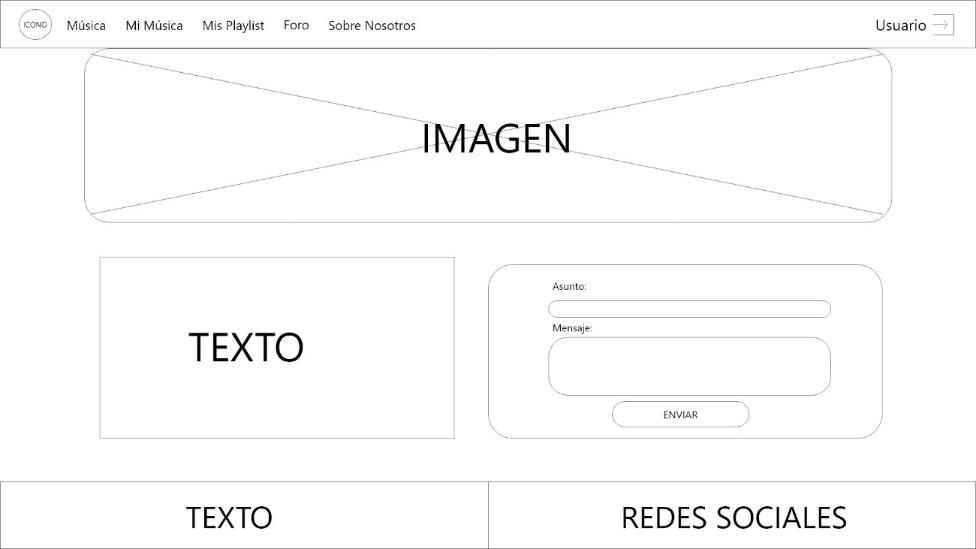 ICONO Música Mi Música Mis Playlist Foro Sobre Nosotros Usuario
IMAGEN
TEXTO
Asunto:
Mensaje:
ENVIAR
TEXTO REDES SOCIALES